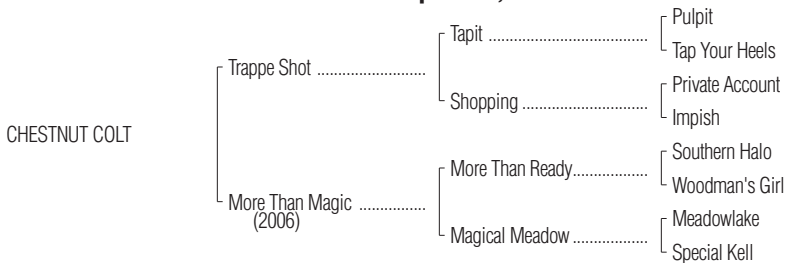 Pulpit
Tapit ........................................
Tap Your Heels
Trappe Shot ...........................
Private Account
Shopping ...............................
Impish
CHESTNUT COLT
Southern Halo
More Than Ready...................
Woodman's Girl
More Than Magic .................
(2006)
Meadowlake
Magical Meadow ...................
Special Kell